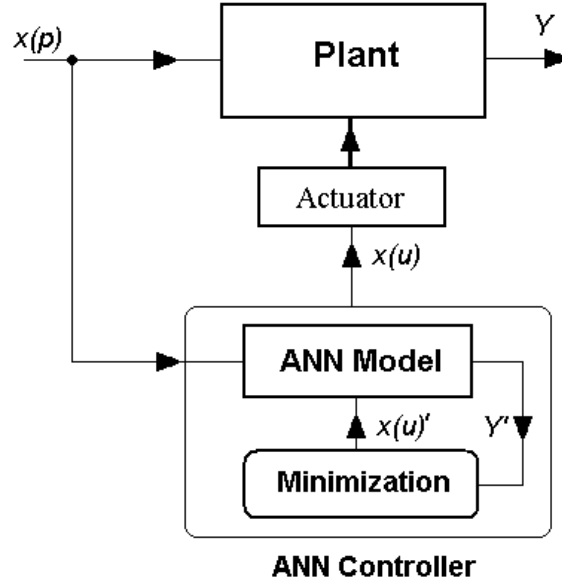 x(p)
Plant
Y
Actuator
x(u)
ANN Model
x(u)'
Y'
Minimization
ANN Controller